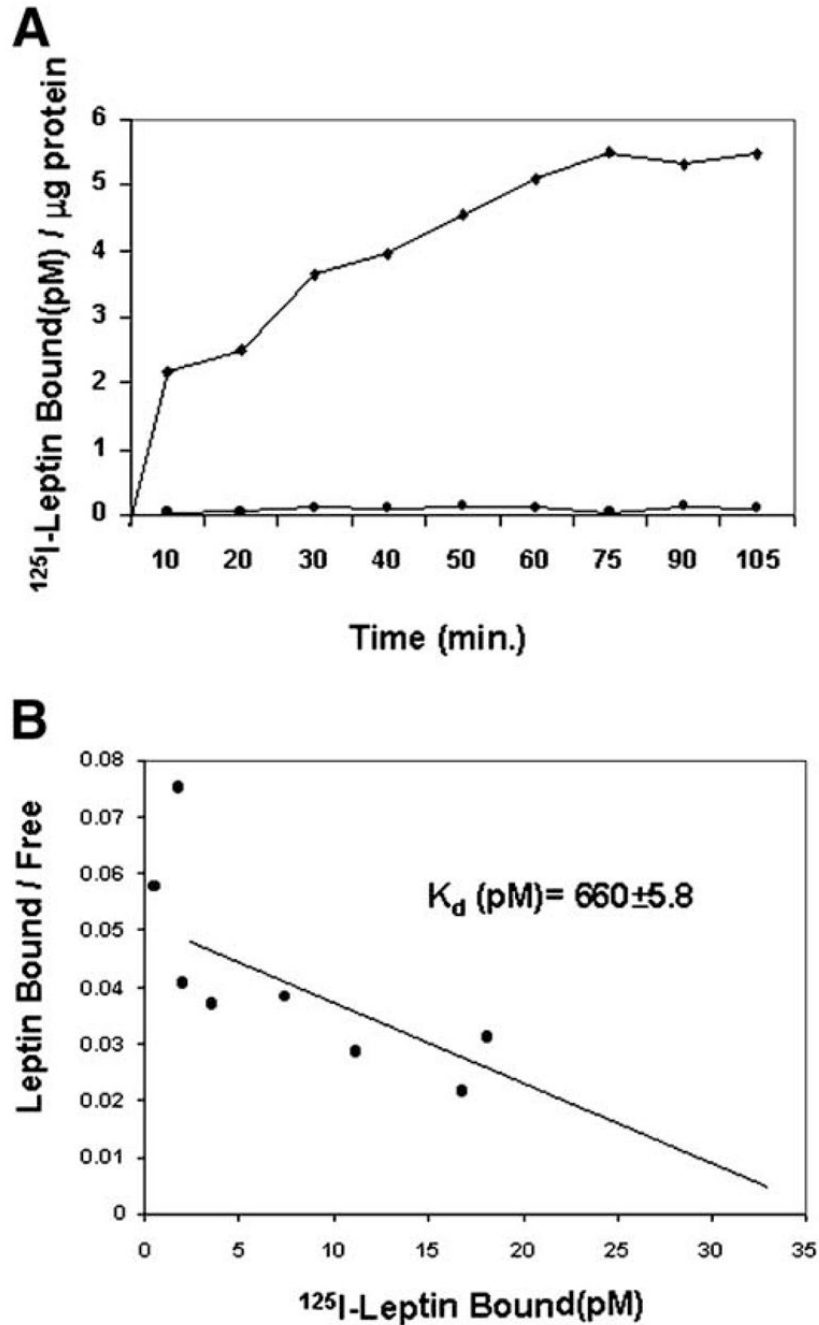 A
¹²⁵I-Leptin Bound(pM) / µg protein
6
5
4
3
2
1
0
10 20 30 40 50 60 75 90 105
Time (min.)
B
Leptin Bound / Free
0.08
0.07
0.06
0.05
0.04
0.03
0.02
0.01
0
K_d (pM)= 660±5.8
0 5 10 15 20 25 30 35
¹²⁵I-Leptin Bound(pM)